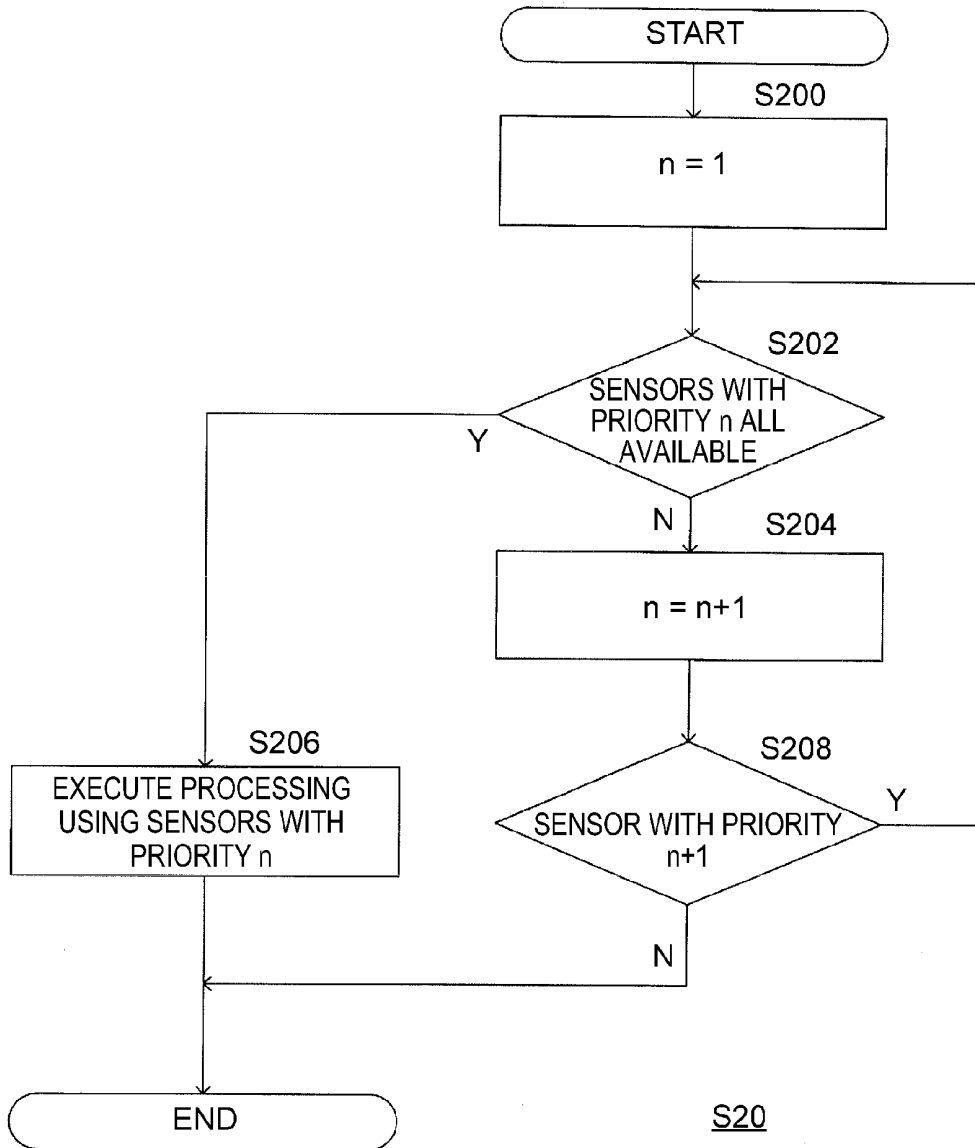 START
S200
n = 1
S202
SENSORS WITH
PRIORITY n ALL
AVAILABLE
Y
N
S204
n = n+1
S206
EXECUTE PROCESSING
USING SENSORS WITH
PRIORITY n
S208
SENSOR WITH PRIORITY
n+1
Y
N
END
S20